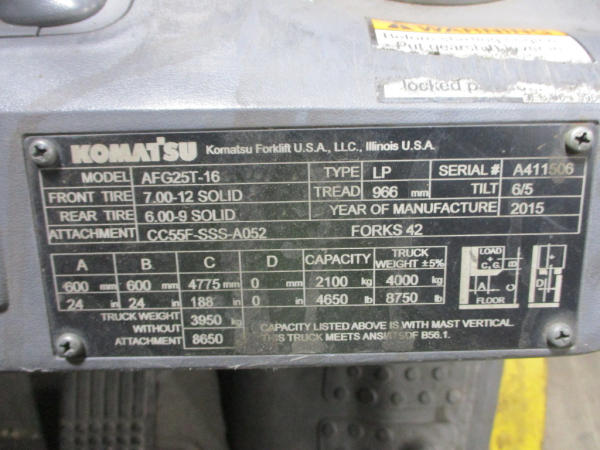 WARNING
Before starting
Put gearshift
locked
KOMATSU Komatsu Forklift U.S.A., LLC., Illinois U.S.A.
MODEL AFG25T-16 TYPE LP SERIAL # A411506
FRONT TIRE 7.00-12 SOLID TREAD 966 mm TILT 6/5
REAR TIRE 6.00-9 SOLID YEAR OF MANUFACTURE 2015
ATTACHMENT CC55F-SSS-A052 FORKS 42
A B C D CAPACITY TRUCK WEIGHT ±5%
600 mm 600 mm 4775 mm 0 mm 2100 kg 4000 kg
24 in 24 in 188 in 0 in 4650 lb 8750 lb
TRUCK WEIGHT WITHOUT ATTACHMENT 3950 kg
8650
LOAD
C.G.
A
C
D
FLOOR
CAPACITY LISTED ABOVE IS WITH MAST VERTICAL.
THIS TRUCK MEETS ANSI/ITSDF B56.1.